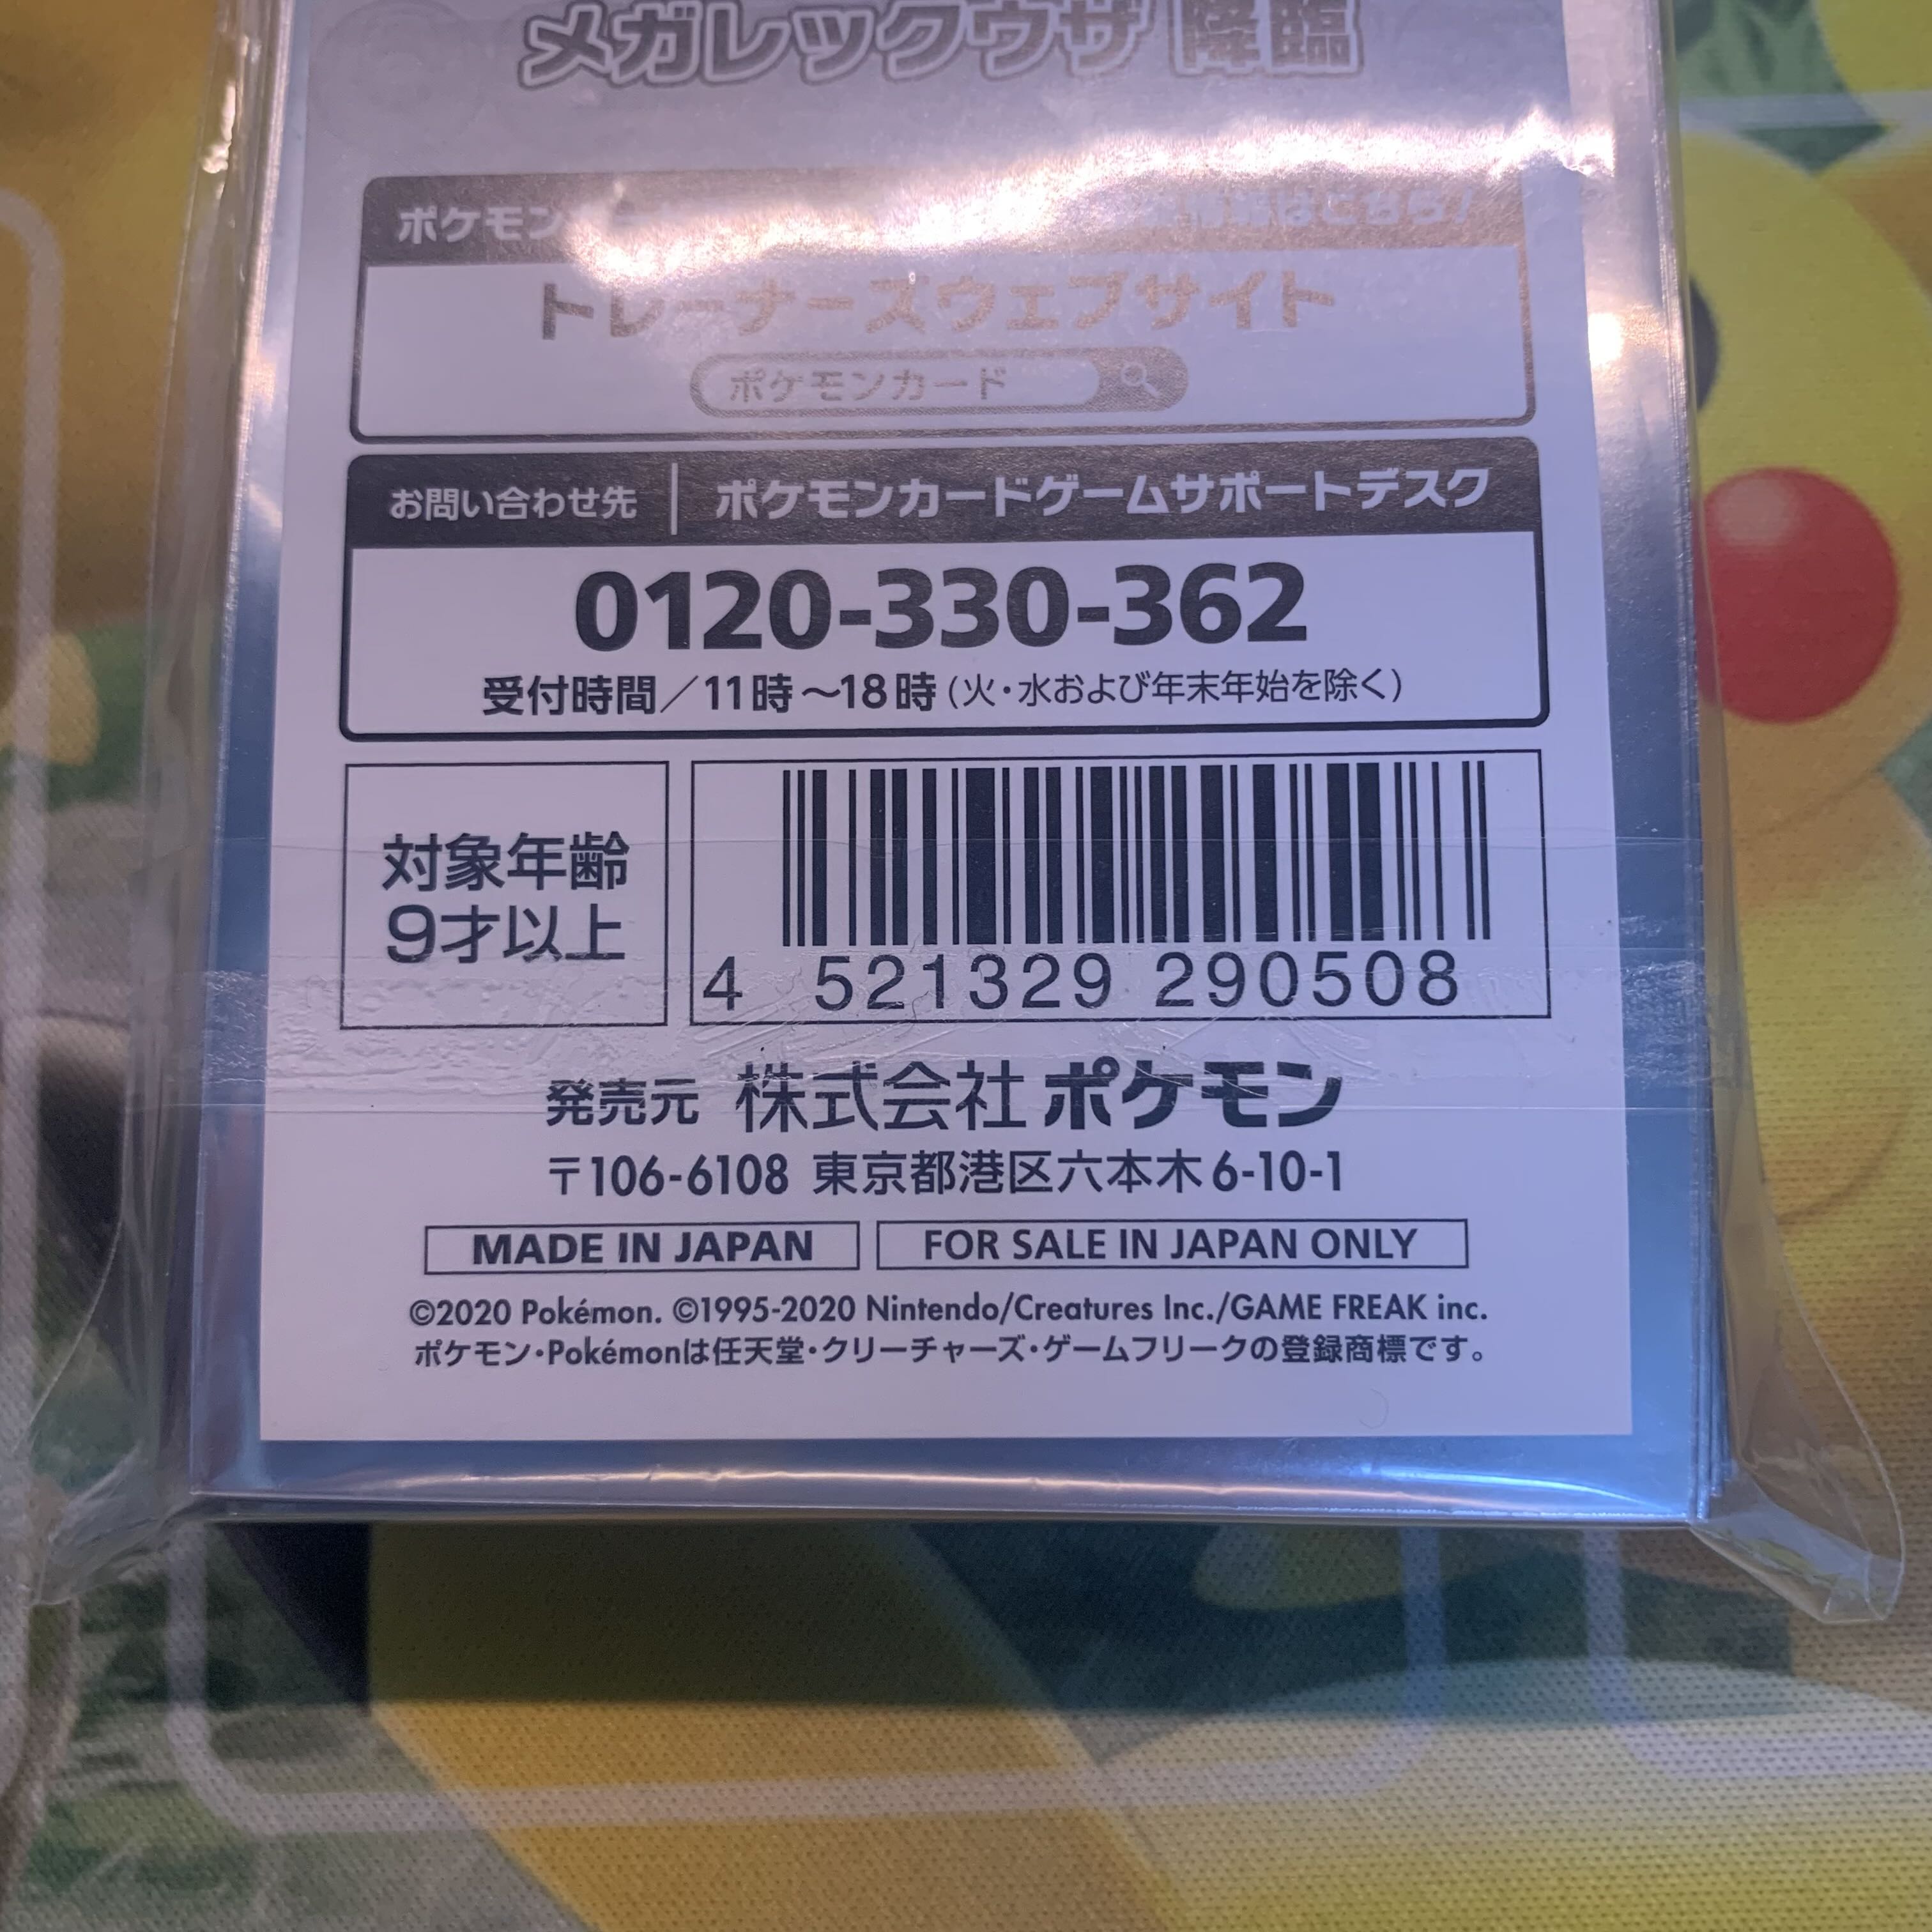 メガレックウザ 降臨
ポケモン 情報はこちら!
トレーナーズウェブサイト
ポケモンカード
お問い合わせ先 ポケモンカードゲームサポートデスク
0120-330-362
受付時間／11時〜18時(火・水および年末年始を除く)
対象年齢
9才以上
4 521329 290508
発売元 株式会社ポケモン
〒106-6108 東京都港区六本木6-10-1
MADE IN JAPAN FOR SALE IN JAPAN ONLY
©2020 Pokémon. ©1995-2020 Nintendo/Creatures Inc./GAME FREAK inc.
ポケモン・Pokémonは任天堂・クリーチャーズ・ゲームフリークの登録商標です。